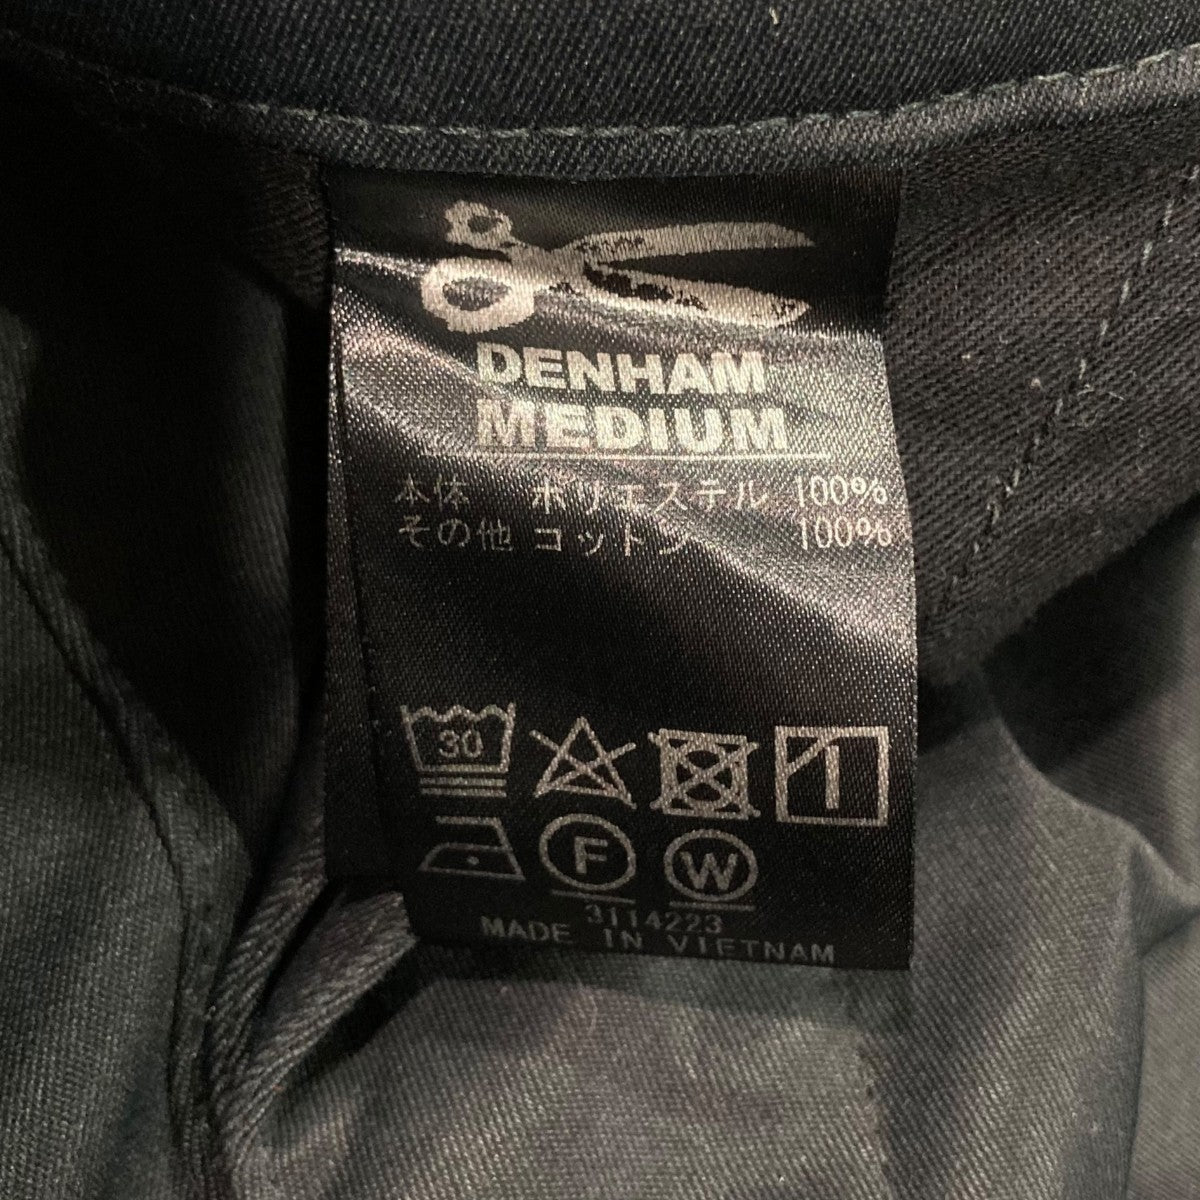 DENHAM
MEDIUM
本体 ポリエステル 100%
その他 コットン 100%
30
F
W
3114223
MADE IN VIETNAM